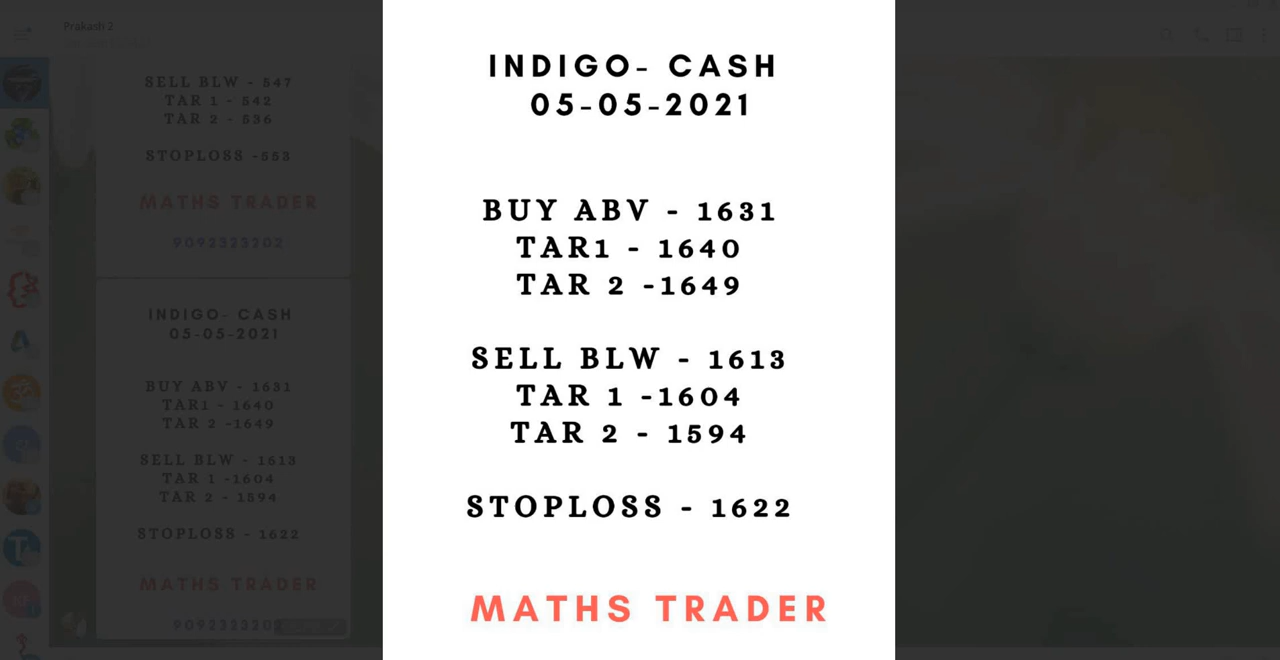 Prakash 2
SELL BLW - 547
TAR 1 - 542
TAR 2 - 536
STOPLOSS -553
MATHS TRADER
9092323202
INDIGO- CASH
05-05-2021
BUY ABV - 1631
TAR1 - 1640
TAR 2 -1649
SELL BLW - 1613
TAR 1 -1604
TAR 2 - 1594
STOPLOSS - 1622
MATHS TRADER
INDIGO- CASH
05-05-2021
BUY ABV - 1631
TAR1 - 1640
TAR 2 -1649
SELL BLW - 1613
TAR 1 -1604
TAR 2 - 1594
STOPLOSS - 1622
MATHS TRADER